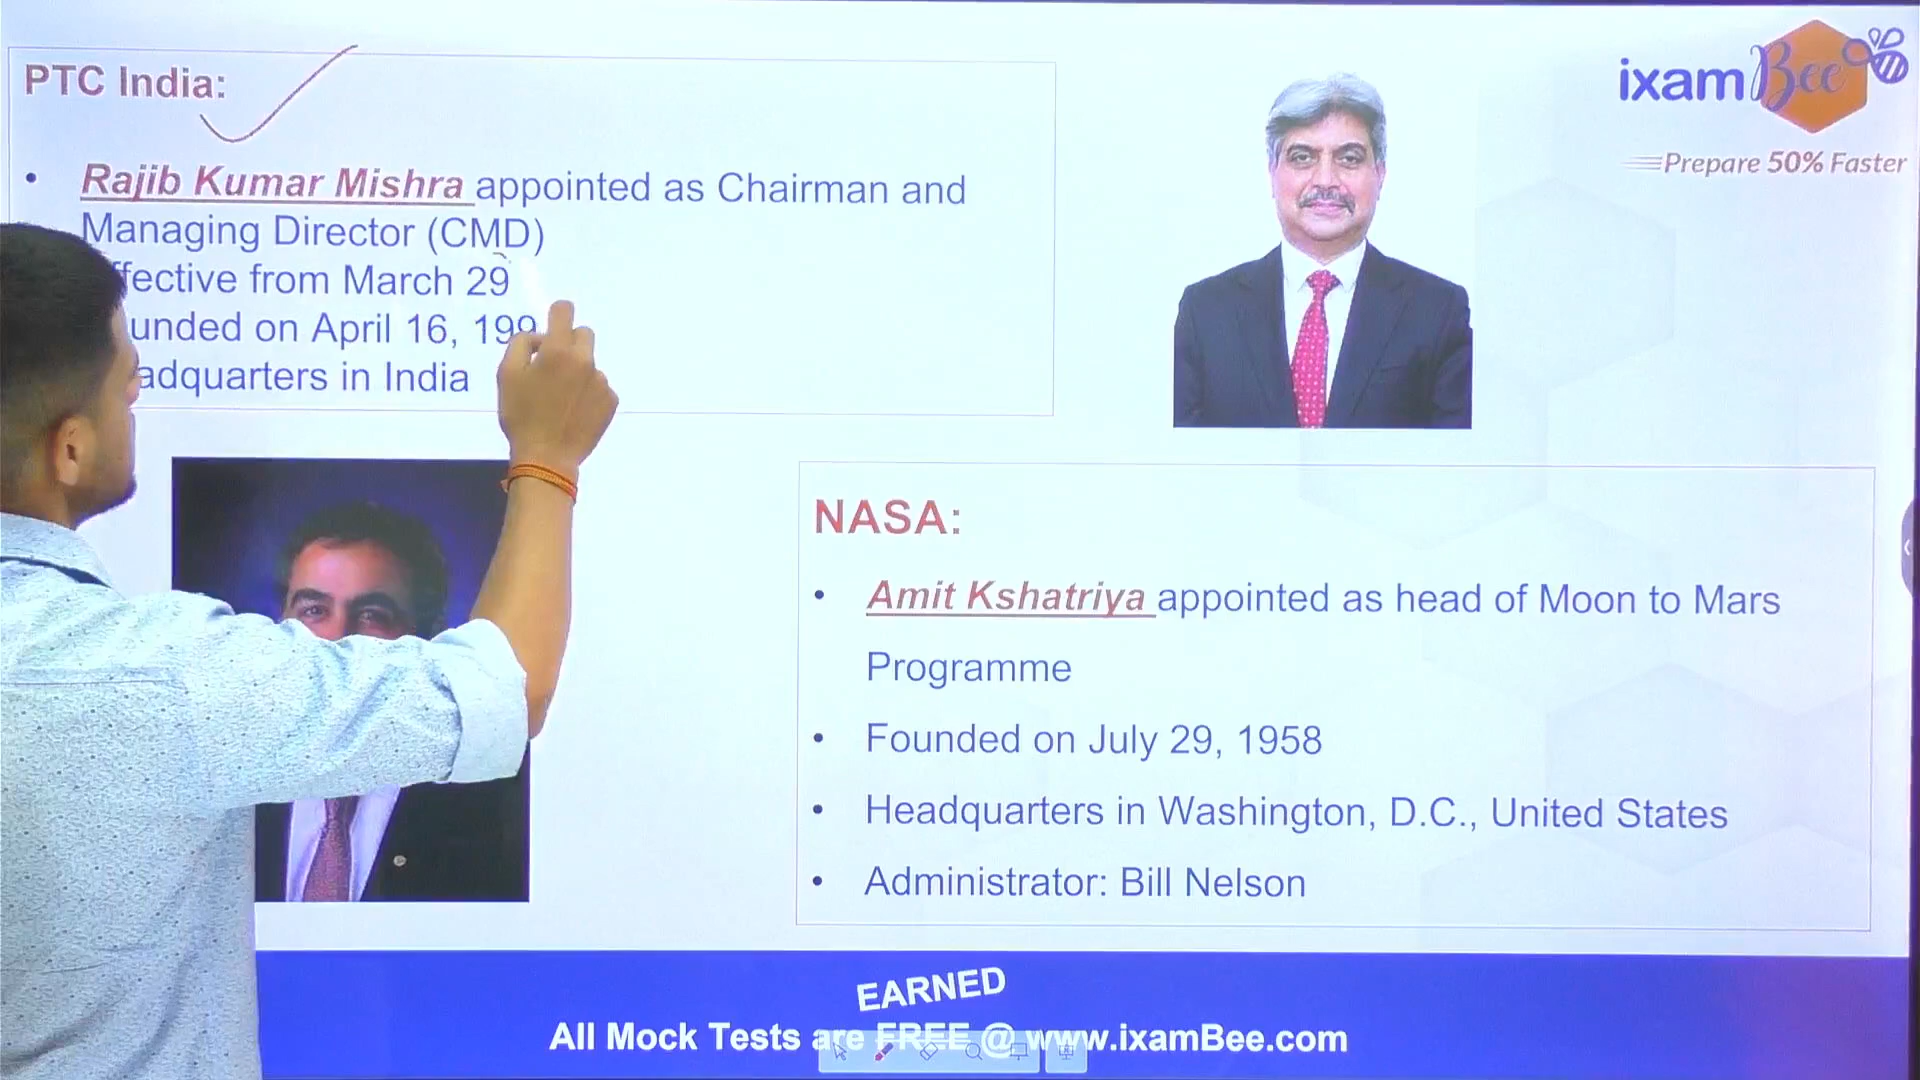 PTC India:
ixamBee
Prepare 50% Faster
• Rajib Kumar Mishra appointed as Chairman and
Managing Director (CMD)
ffective from March 29
unded on April 16, 199
adquarters in India
NASA:
• Amit Kshatriya appointed as head of Moon to Mars
Programme
• Founded on July 29, 1958
• Headquarters in Washington, D.C., United States
• Administrator: Bill Nelson
EARNED
All Mock Tests are FREE @ www.ixamBee.com